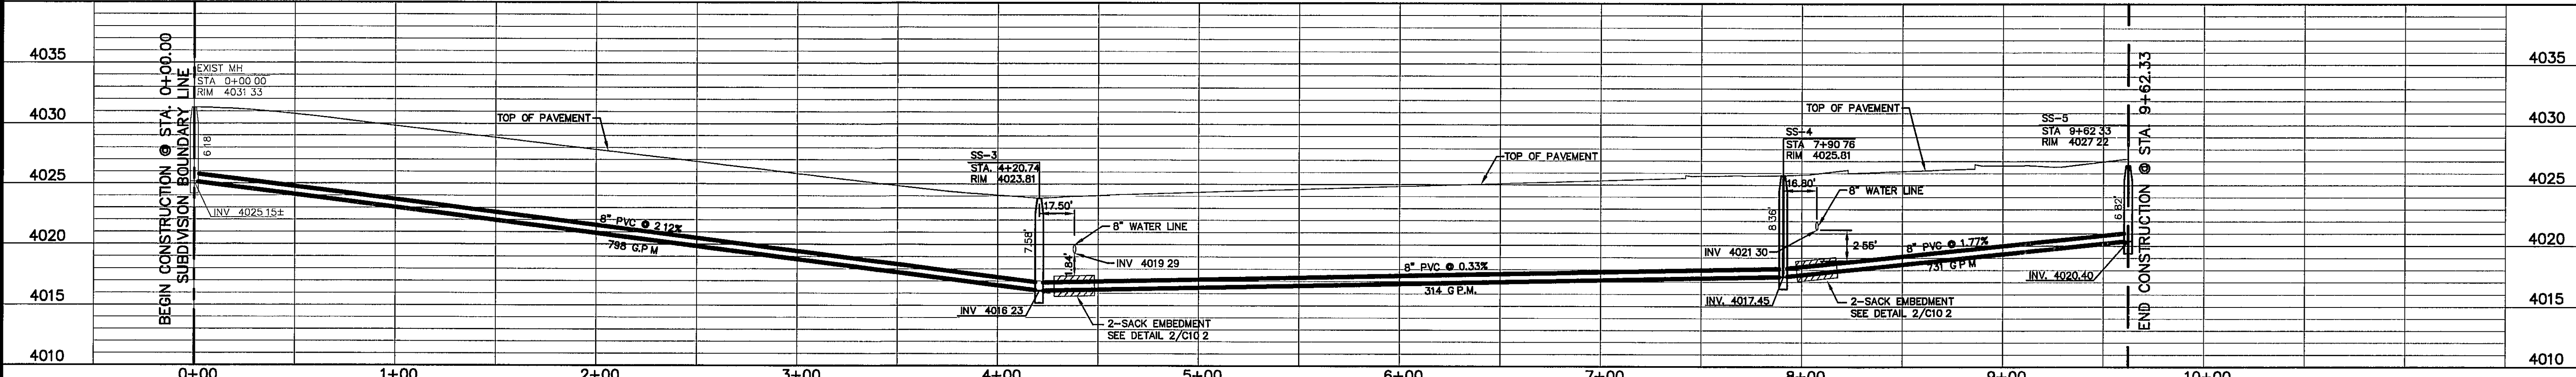 4035
4030
4025
4020
4015
4010
BEGIN CONSTRUCTION @ STA. 0+00.00
SUBDIVISION BOUNDARY LINE
EXIST MH
STA 0+00 00
RIM 4031 33
6 18
INV 4025 15±
TOP OF PAVEMENT
8" PVC @ 2 12%
798 G.P M
SS-3
STA. 4+20.74
RIM 4023.81
17.50'
7.58'
1.84'
8" WATER LINE
INV 4019 29
INV 4016 23
2-SACK EMBEDMENT
SEE DETAIL 2/C10 2
8" PVC @ 0.33%
314 G P.M.
TOP OF PAVEMENT
SS-4
STA 7+90 76
RIM 4025.81
16.80'
8 36'
8" WATER LINE
INV 4021 30
2 55'
INV. 4017.45
2-SACK EMBEDMENT
SEE DETAIL 2/C10 2
TOP OF PAVEMENT
8" PVC @ 1.77%
731 G P M
SS-5
STA 9+62 33
RIM 4027 22
6 82'
INV. 4020.40
END CONSTRUCTION @ STA. 9+62.33
4035
4030
4025
4020
4015
4010
0+00
1+00
2+00
3+00
4+00
5+00
6+00
7+00
8+00
9+00
10+00